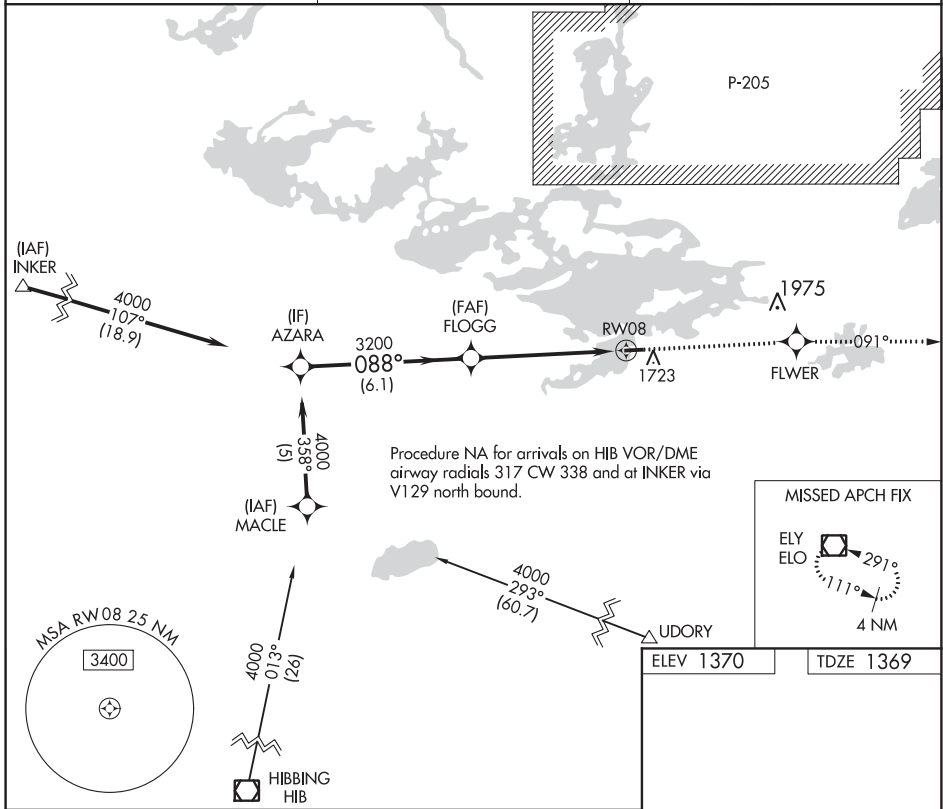 P-205
(IAF)
INKER
4000
107°
(18.9)
(IF)
AZARA
3200
088°
(6.1)
(FAF)
FLOGG
RW08
1723
1975
FLWER
091°
4000
358°
(5)
(IAF)
MACLE
Procedure NA for arrivals on HIB VOR/DME
airway radials 317 CW 338 and at INKER via
V129 north bound.
MISSED APCH FIX
ELY
ELO
291°
111°
4 NM
4000
293°
(60.7)
UDORY
4000
013°
(26)
HIBBING
HIB
MSA RW08 25 NM
3400
ELEV 1370
TDZE 1369